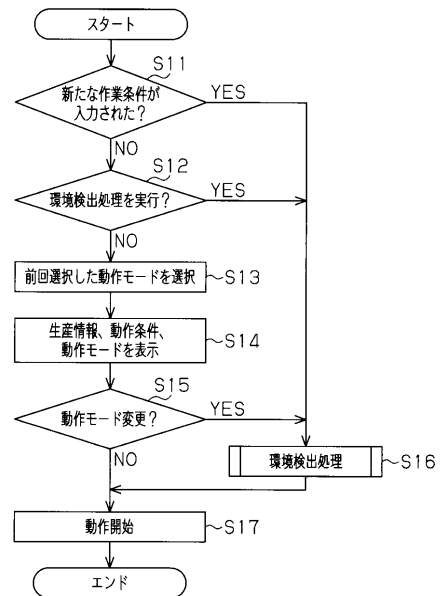 スタート
S11
新たな作業条件が
入力された?
YES
NO
S12
環境検出処理を実行?
YES
NO
前回選択した動作モードを選択
S13
生産情報、動作条件、
動作モードを表示
S14
S15
動作モード変更?
YES
NO
環境検出処理
S16
動作開始
S17
エンド